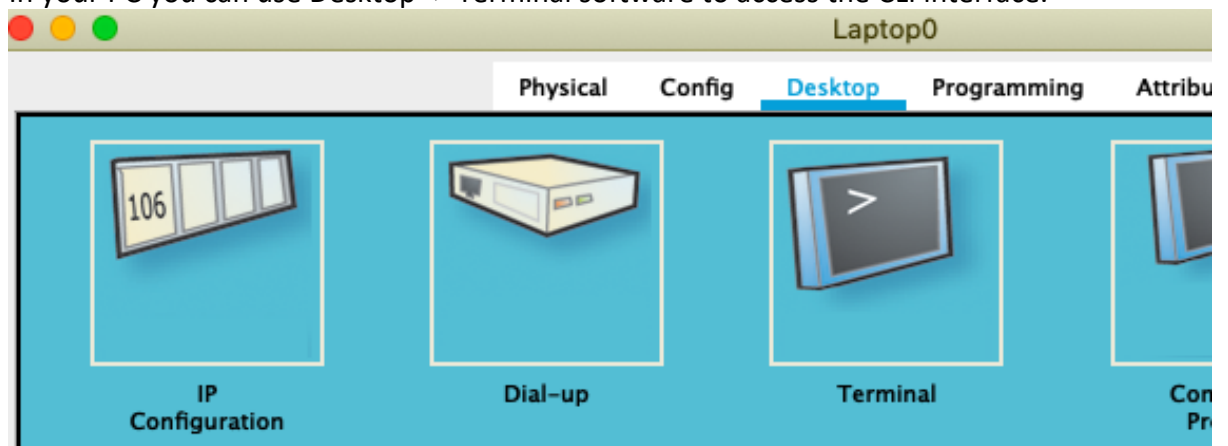 Laptop0
Physical Config Desktop Programming
106
>
IP
Configuration
Dial-up
Terminal